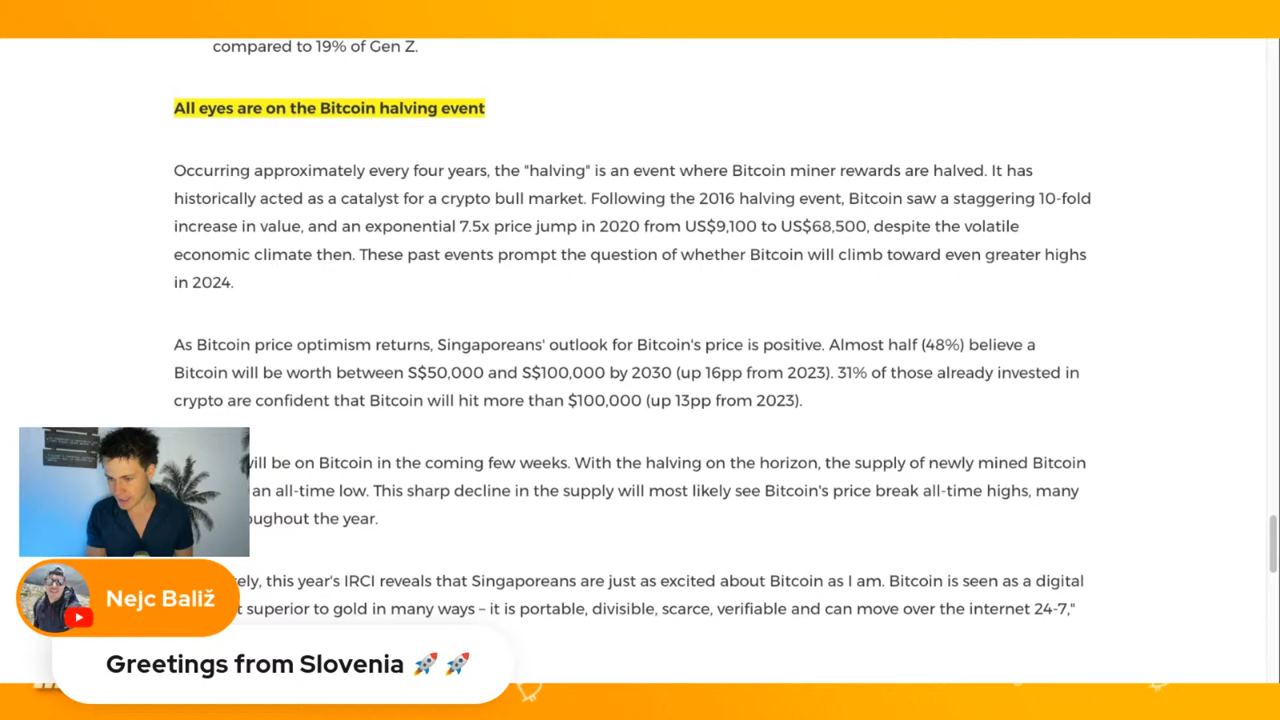 compared to 19% of Gen Z.
All eyes are on the Bitcoin halving event
Occurring approximately every four years, the "halving" is an event where Bitcoin miner rewards are halved. It has
historically acted as a catalyst for a crypto bull market. Following the 2016 halving event, Bitcoin saw a staggering 10-fold
increase in value, and an exponential 7.5x price jump in 2020 from US$9,100 to US$68,500, despite the volatile
economic climate then. These past events prompt the question of whether Bitcoin will climb toward even greater highs
in 2024.
As Bitcoin price optimism returns, Singaporeans' outlook for Bitcoin's price is positive. Almost half (48%) believe a
Bitcoin will be worth between S$50,000 and S$100,000 by 2030 (up 16pp from 2023). 31% of those already invested in
crypto are confident that Bitcoin will hit more than $100,000 (up 13pp from 2023).
will be on Bitcoin in the coming few weeks. With the halving on the horizon, the supply of newly mined Bitcoin
an all-time low. This sharp decline in the supply will most likely see Bitcoin's price break all-time highs, many
the year.
this year's IRCI reveals that Singaporeans are just as excited about Bitcoin as I am. Bitcoin is seen as a digital
superior to gold in many ways – it is portable, divisible, scarce, verifiable and can move over the internet 24-7,"
Nejc Baliž
Greetings from Slovenia 🚀 🚀